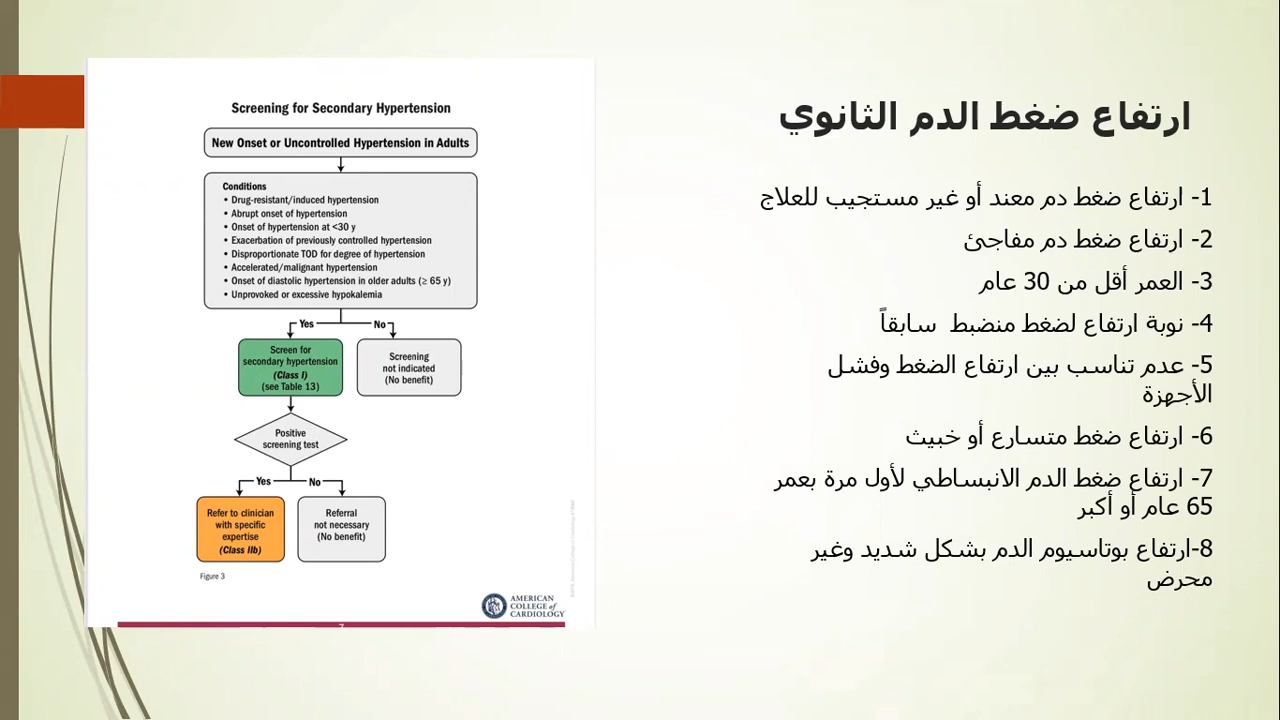 ارتفاع ضغط الدم الثانوي
1- ارتفاع ضغط دم معند أو غير مستجيب للعلاج
2- ارتفاع ضغط دم مفاجئ
3- العمر أقل من 30 عام
4- نوبة ارتفاع لضغط منضبط سابقاً
5- عدم تناسب بين ارتفاع الضغط وفشل
الأجهزة
6- ارتفاع ضغط متسارع أو خبيث
7- ارتفاع ضغط الدم الانبساطي لأول مرة بعمر
65 عام أو أكبر
8-ارتفاع بوتاسيوم الدم بشكل شديد وغير
محرض
Screening for Secondary Hypertension
New Onset or Uncontrolled Hypertension in Adults
Conditions
• Drug-resistant/induced hypertension
• Abrupt onset of hypertension
• Onset of hypertension at <30 y
• Exacerbation of previously controlled hypertension
• Disproportionate TOD for degree of hypertension
• Accelerated/malignant hypertension
• Onset of diastolic hypertension in older adults (≥ 65 y)
• Unprovoked or excessive hypokalemia
Yes
No
Screen for
secondary hypertension
(Class I)
(see Table 13)
Screening
not indicated
(No benefit)
Positive
screening test
Yes
No
Refer to clinician
with specific
expertise
(Class IIb)
Referral
not necessary
(No benefit)
Figure 3
AMERICAN
COLLEGE of
CARDIOLOGY